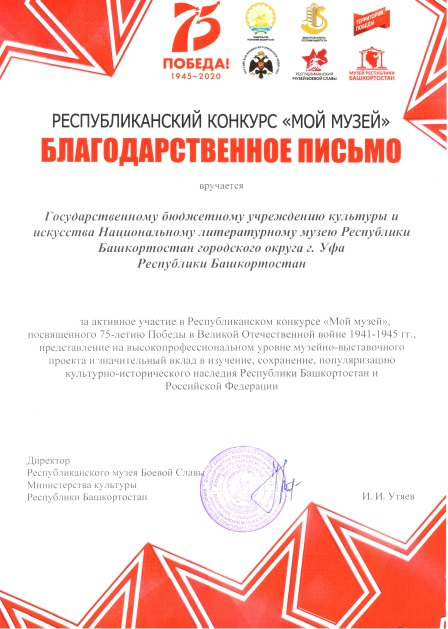 75
ПОБЕДА!
1945–2020
ТЕРРИТОРИЯ
ПОБЕДЫ
РЕСПУБЛИКАНСКИЙ
МУЗЕЙ БОЕВОЙ СЛАВЫ
МУЗЕЙ РЕСПУБЛИКИ
БАШКОРТОСТАН
РЕСПУБЛИКАНСКИЙ КОНКУРС «МОЙ МУЗЕЙ»
БЛАГОДАРСТВЕННОЕ ПИСЬМО
вручается
Государственному бюджетному учреждению культуры и
искусства Национальному литературному музею Республики
Башкортостан городского округа г. Уфа
Республики Башкортостан
за активное участие в Республиканском конкурсе «Мой музей»,
посвященного 75-летию Победы в Великой Отечественной войне 1941-1945 гг.,
представление на высокопрофессиональном уровне музейно-выставочного
проекта и значительный вклад в изучение, сохранение, популяризацию
культурно-исторического наследия Республики Башкортостан и
Российской Федерации
Директор
Республиканского музея Боевой Славы
Министерства культуры
Республики Башкортостан
И. И. Утяев